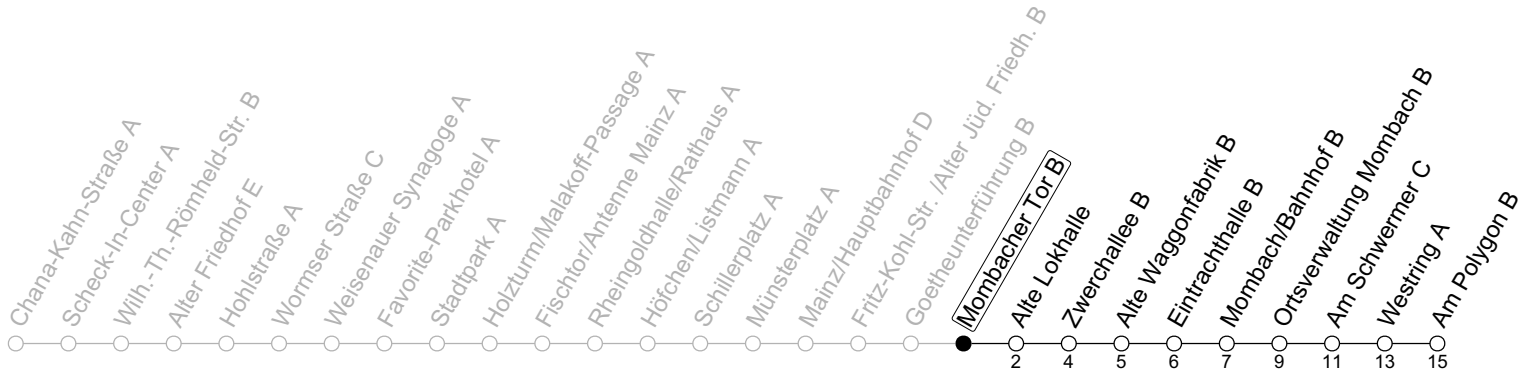 Chana-Kahn-Straße A
Scheck-In-Center A
Wilh.-Th.-Römheld-Str. B
Alter Friedhof E
Hohlstraße A
Wormser Straße C
Weisenauer Synagoge A
Favorite-Parkhotel A
Stadtpark A
Holzturm/Malakoff-Passage A
Fischtor/Antenne Mainz A
Rheingoldhalle/Rathaus A
Höfchen/Listmann A
Schillerplatz A
Münsterplatz A
Mainz/Hauptbahnhof D
Fritz-Kohl-Str. /Alter Jüd. Friedh. B
Goetheunterführung B
Mombacher Tor B
Alte Lokhalle
Zwerchallee B
Alte Waggonfabrik B
Eintrachthalle B
Mombach/Bahnhof B
Ortsverwaltung Mombach B
Am Schwermer C
Westring A
Am Polygon B
2 4 5 6 7 9 11 13 15